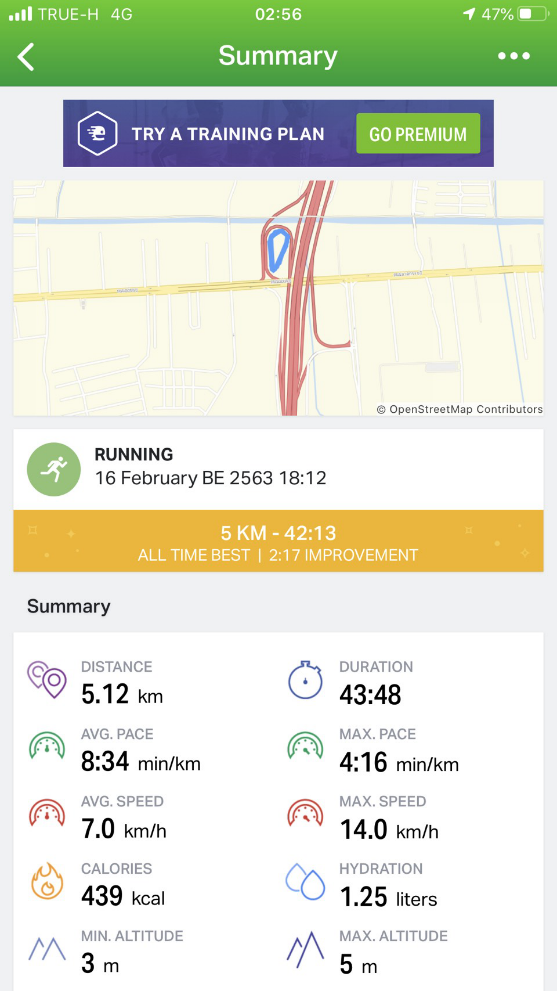 TRUE-H 4G 02:56 47%
Summary
TRY A TRAINING PLAN GO PREMIUM
© OpenStreetMap Contributors
RUNNING
16 February BE 2563 18:12
5 KM - 42:13
ALL TIME BEST | 2:17 IMPROVEMENT
Summary
DISTANCE DURATION
5.12 km 43:48
AVG. PACE MAX. PACE
8:34 min/km 4:16 min/km
AVG. SPEED MAX. SPEED
7.0 km/h 14.0 km/h
CALORIES HYDRATION
439 kcal 1.25 liters
MIN. ALTITUDE MAX. ALTITUDE
3 m 5 m